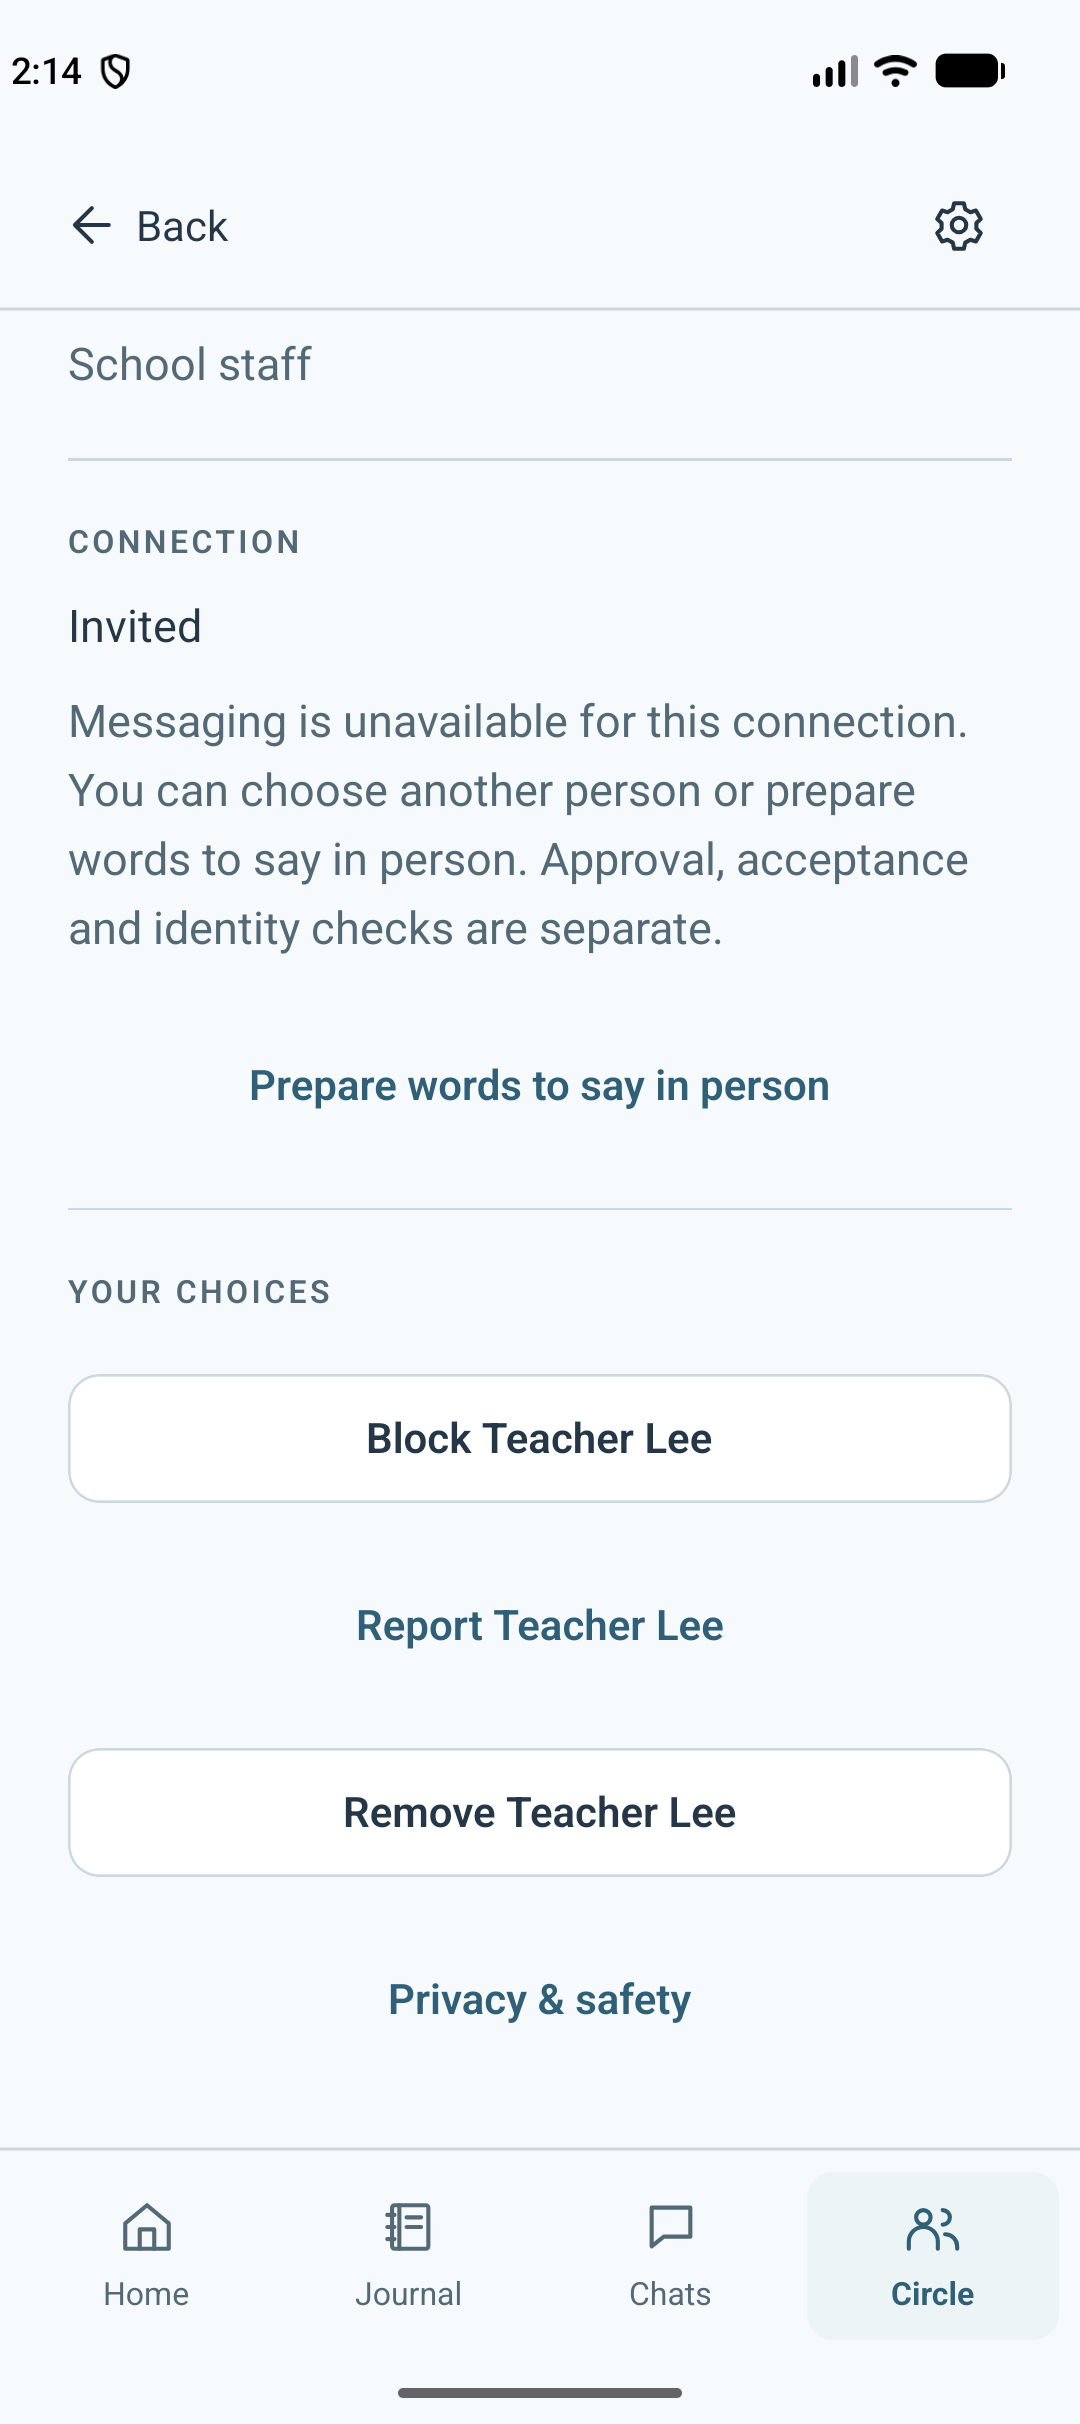 2:14
Back
School staff
CONNECTION
Invited
Messaging is unavailable for this connection.
You can choose another person or prepare
words to say in person. Approval, acceptance
and identity checks are separate.
Prepare words to say in person
YOUR CHOICES
Block Teacher Lee
Report Teacher Lee
Remove Teacher Lee
Privacy & safety
Home
Journal
Chats
Circle